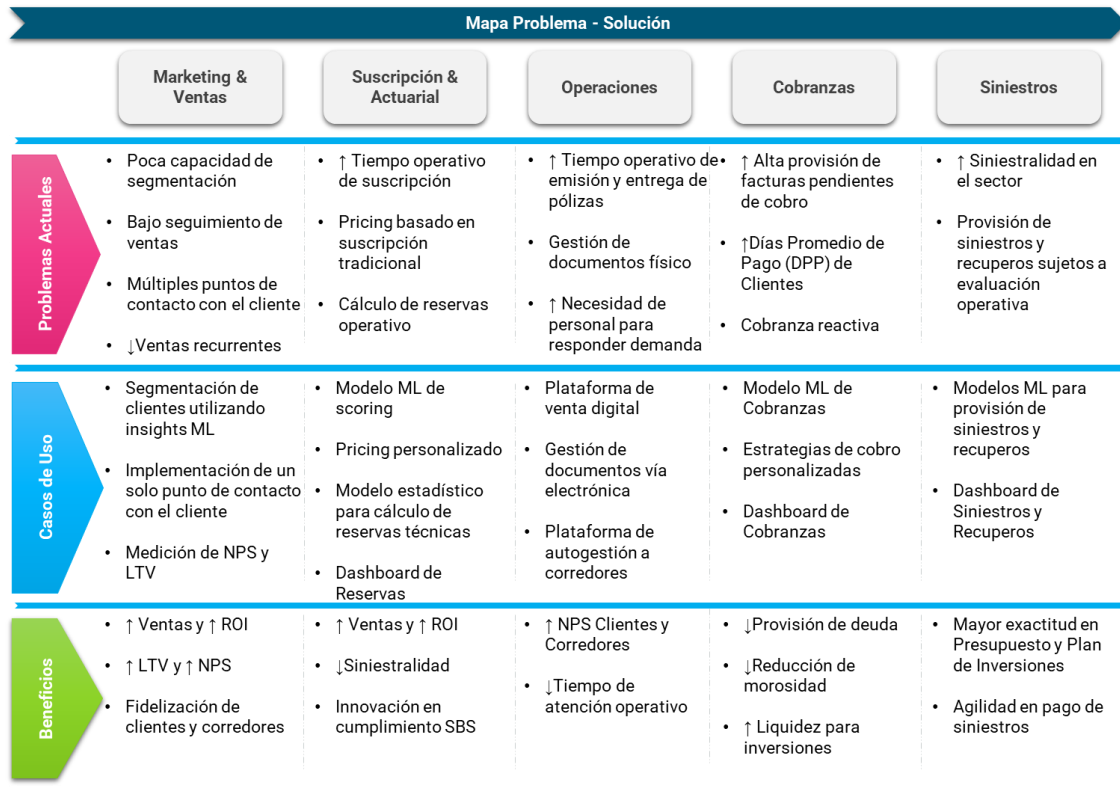 Mapa Problema - Solución
Marketing &
Ventas
Suscripción &
Actuarial
Operaciones
Cobranzas
Siniestros
Problemas Actuales
• Poca capacidad de
segmentación
• Bajo seguimiento de
ventas
• Múltiples puntos de
contacto con el cliente
• ↓Ventas recurrentes
• ↑ Tiempo operativo
de suscripción
• Pricing basado en
suscripción
tradicional
• Cálculo de reservas
operativo
• ↑ Tiempo operativo de
emisión y entrega de
pólizas
• Gestión de
documentos físico
• ↑ Necesidad de
personal para
responder demanda
• ↑ Alta provisión de
facturas pendientes
de cobro
• ↑Días Promedio de
Pago (DPP) de
Clientes
• Cobranza reactiva
• ↑ Siniestralidad en
el sector
• Provisión de
siniestros y
recuperos sujetos a
evaluación
operativa
Casos de Uso
• Segmentación de
clientes utilizando
insights ML
• Implementación de un
solo punto de contacto
con el cliente
• Medición de NPS y
LTV
• Modelo ML de
scoring
• Pricing personalizado
• Modelo estadístico
para cálculo de
reservas técnicas
• Dashboard de
Reservas
• Plataforma de
venta digital
• Gestión de
documentos vía
electrónica
• Plataforma de
autogestión a
corredores
• Modelo ML de
Cobranzas
• Estrategias de cobro
personalizadas
• Dashboard de
Cobranzas
• Modelos ML para
provisión de
siniestros y
recuperos
• Dashboard de
Siniestros y
Recuperos
Beneficios
• ↑ Ventas y ↑ ROI
• ↑ LTV y ↑ NPS
• Fidelización de
clientes y corredores
• ↑ Ventas y ↑ ROI
• ↓Siniestralidad
• Innovación en
cumplimiento SBS
• ↑ NPS Clientes y
Corredores
• ↓Tiempo de
atención operativo
• ↓Provisión de deuda
• ↓Reducción de
morosidad
• ↑ Liquidez para
inversiones
• Mayor exactitud en
Presupuesto y Plan
de Inversiones
• Agilidad en pago de
siniestros